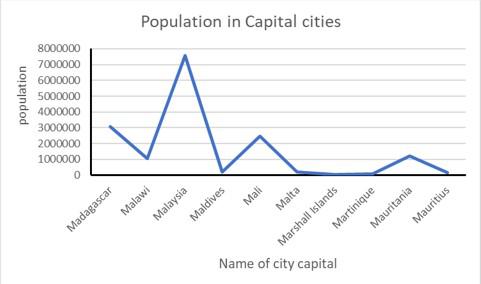 Population in Capital cities
population
8000000
7000000
6000000
5000000
4000000
3000000
2000000
1000000
0
Madagascar
Malawi
Malaysia
Maldives
Mali
Malta
Marshall Islands
Martinique
Mauritania
Mauritius
Name of city capital